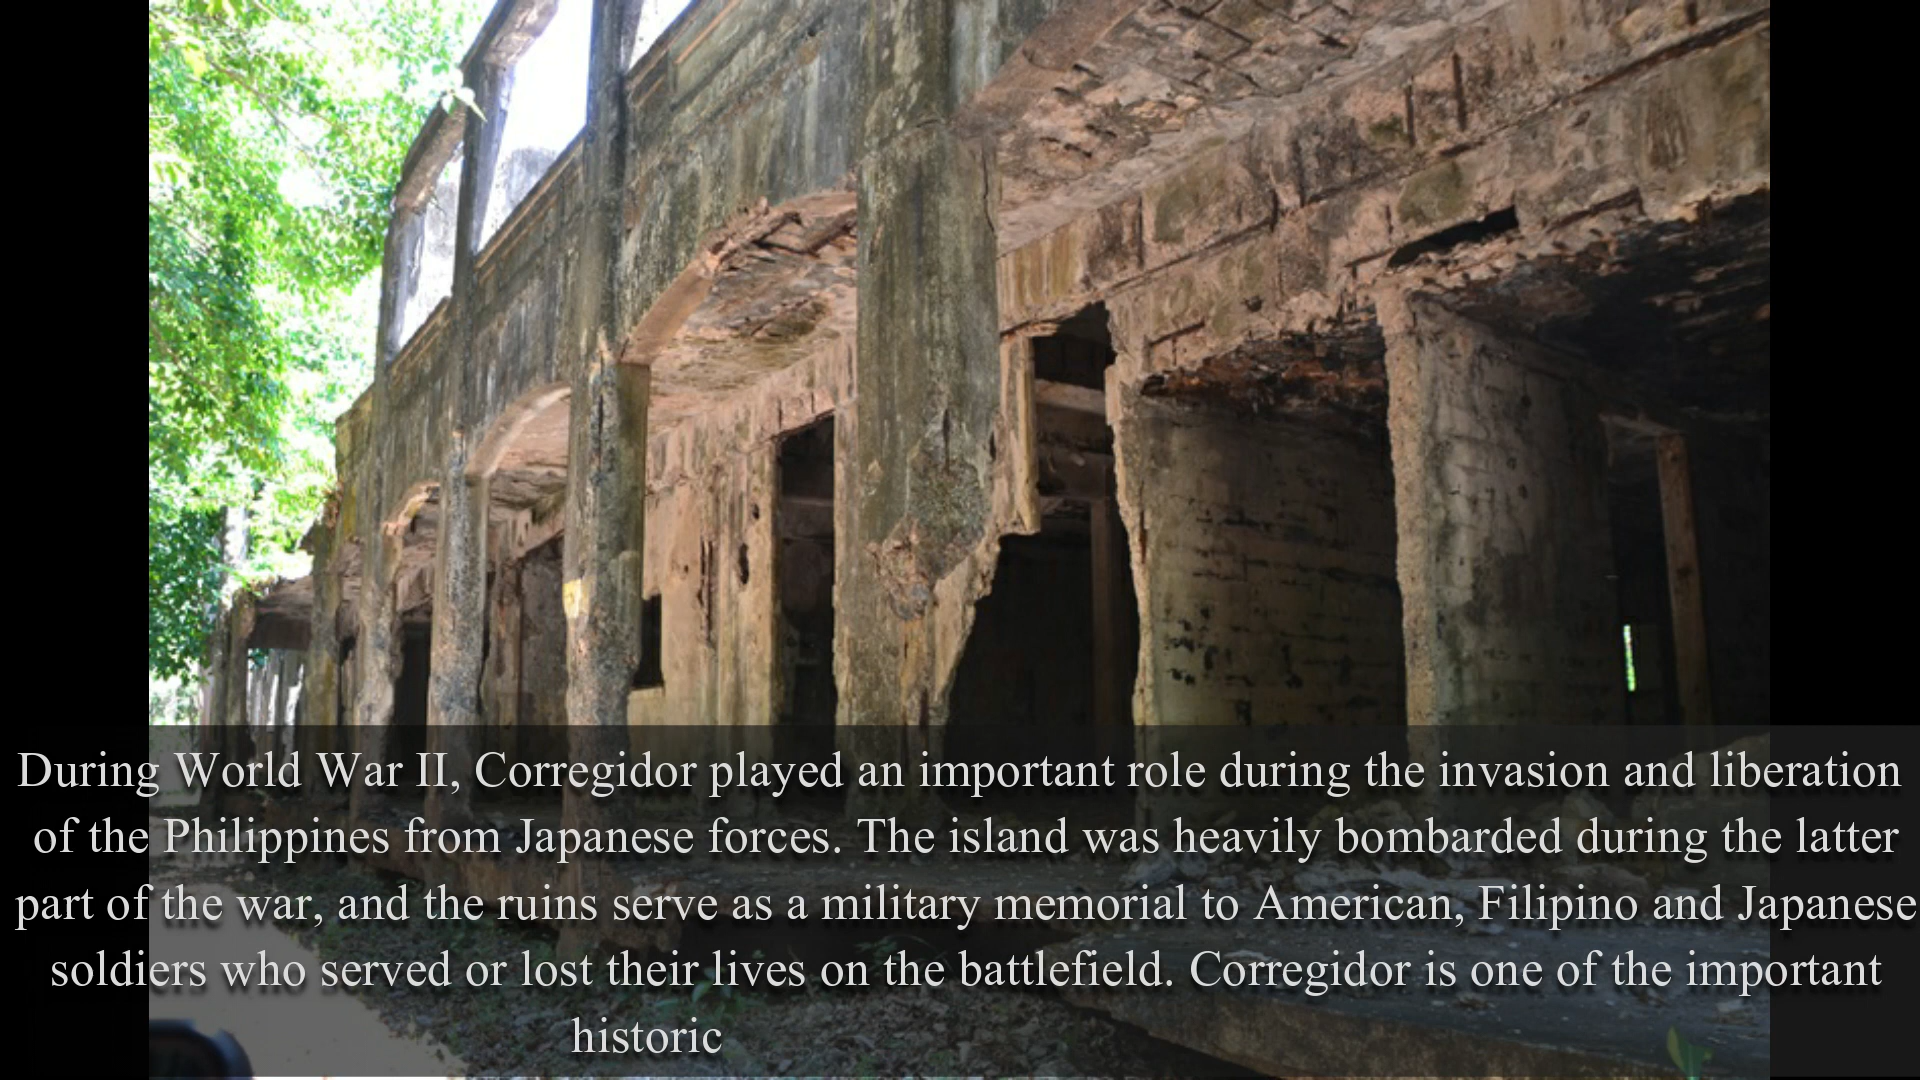 During World War II, Corregidor played an important role during the invasion and liberation
of the Philippines from Japanese forces. The island was heavily bombarded during the latter
part of the war, and the ruins serve as a military memorial to American, Filipino and Japanese
soldiers who served or lost their lives on the battlefield. Corregidor is one of the important
historic